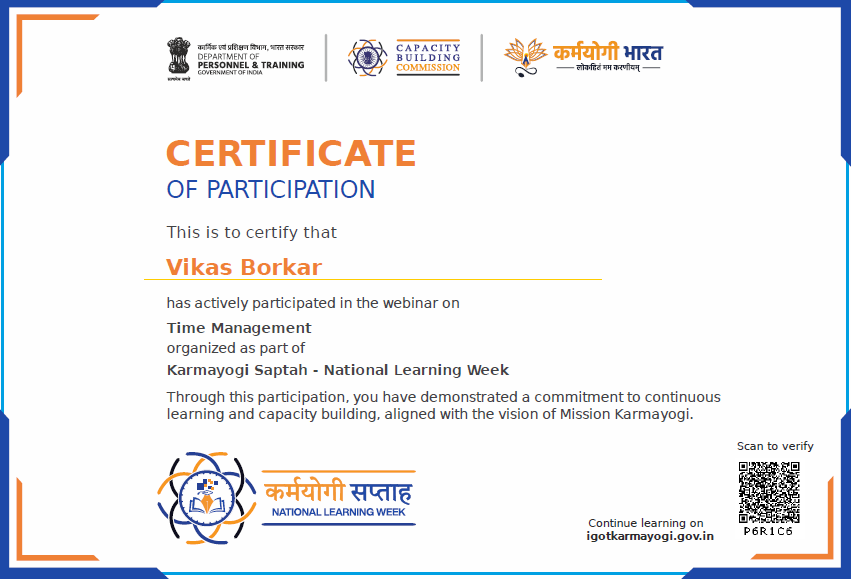 कार्मिक एवं प्रशिक्षण विभाग, भारत सरकार
DEPARTMENT OF
PERSONNEL & TRAINING
GOVERNMENT OF INDIA
सत्यमेव जयते
CAPACITY
BUILDING
COMMISSION
कर्मयोगी भारत
लोकहितं मम करणीयम्
CERTIFICATE
OF PARTICIPATION
This is to certify that
Vikas Borkar
has actively participated in the webinar on
Time Management
organized as part of
Karmayogi Saptah - National Learning Week
Through this participation, you have demonstrated a commitment to continuous
learning and capacity building, aligned with the vision of Mission Karmayogi.
कर्मयोगी सप्ताह
NATIONAL LEARNING WEEK
Continue learning on
igotkarmayogi.gov.in
Scan to verify
P6R1C6